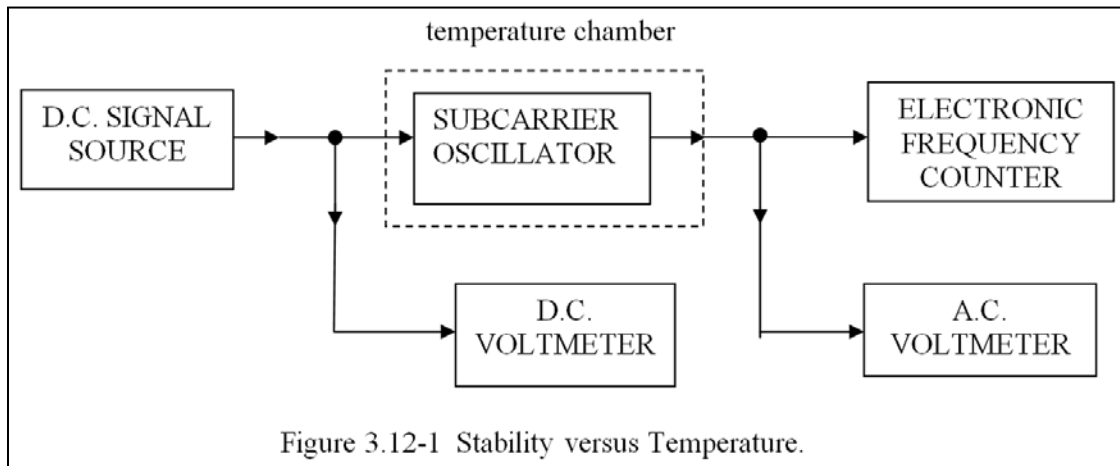 temperature chamber
D.C. SIGNAL
SOURCE
SUBCARRIER
OSCILLATOR
ELECTRONIC
FREQUENCY
COUNTER
D.C.
VOLTMETER
A.C.
VOLTMETER
Figure 3.12-1 Stability versus Temperature.